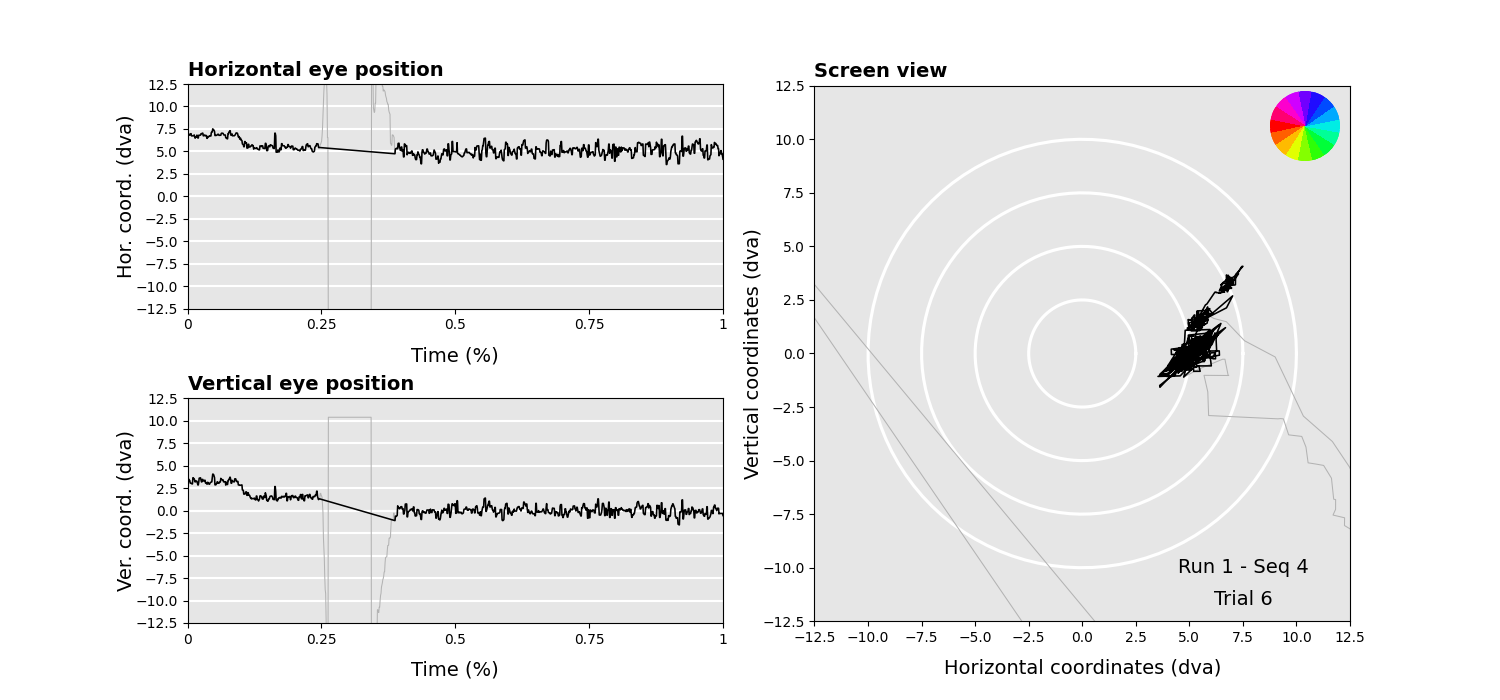 Horizontal eye position
Hor. coord. (dva)
12.5
10.0
7.5
5.0
2.5
0.0
−2.5
−5.0
−7.5
−10.0
−12.5
0 0.25 0.5 0.75 1
Time (%)
Vertical eye position
Ver. coord. (dva)
12.5
10.0
7.5
5.0
2.5
0.0
−2.5
−5.0
−7.5
−10.0
−12.5
0 0.25 0.5 0.75 1
Time (%)
Screen view
Vertical coordinates (dva)
12.5
10.0
7.5
5.0
2.5
0.0
−2.5
−5.0
−7.5
−10.0
−12.5
Run 1 - Seq 4
Trial 6
−12.5 −10.0 −7.5 −5.0 −2.5 0.0 2.5 5.0 7.5 10.0 12.5
Horizontal coordinates (dva)